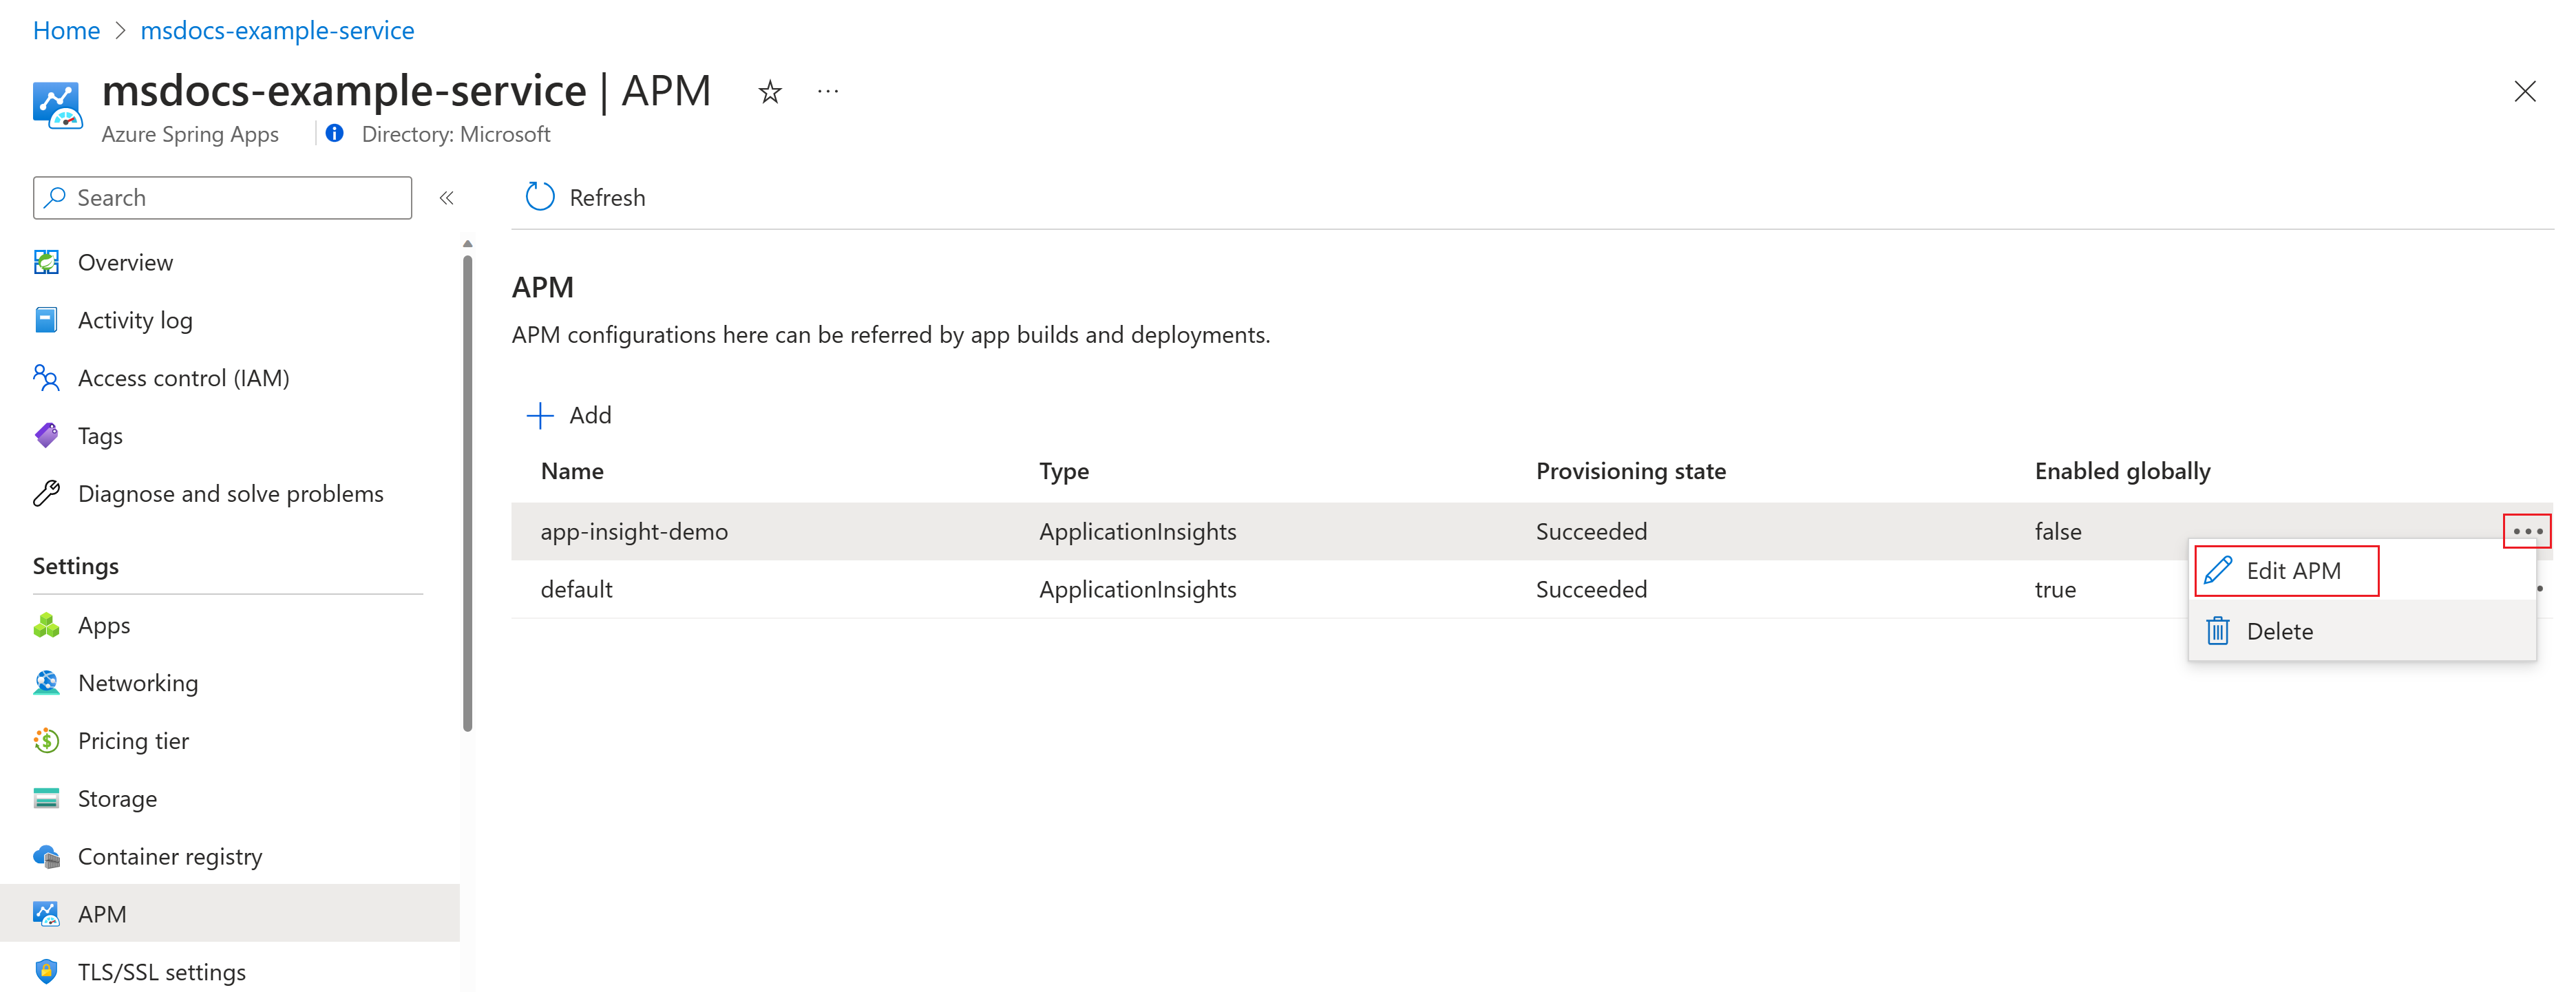 Home > msdocs-example-service
msdocs-example-service | APM
Azure Spring Apps
Directory: Microsoft
Search
Overview
Activity log
Access control (IAM)
Tags
Diagnose and solve problems
Settings
Apps
Networking
Pricing tier
Storage
Container registry
APM
TLS/SSL settings
Refresh
APM
APM configurations here can be referred by app builds and deployments.
Add
Name Type Provisioning state Enabled globally
app-insight-demo ApplicationInsights Succeeded false
default ApplicationInsights Succeeded true
Edit APM
Delete